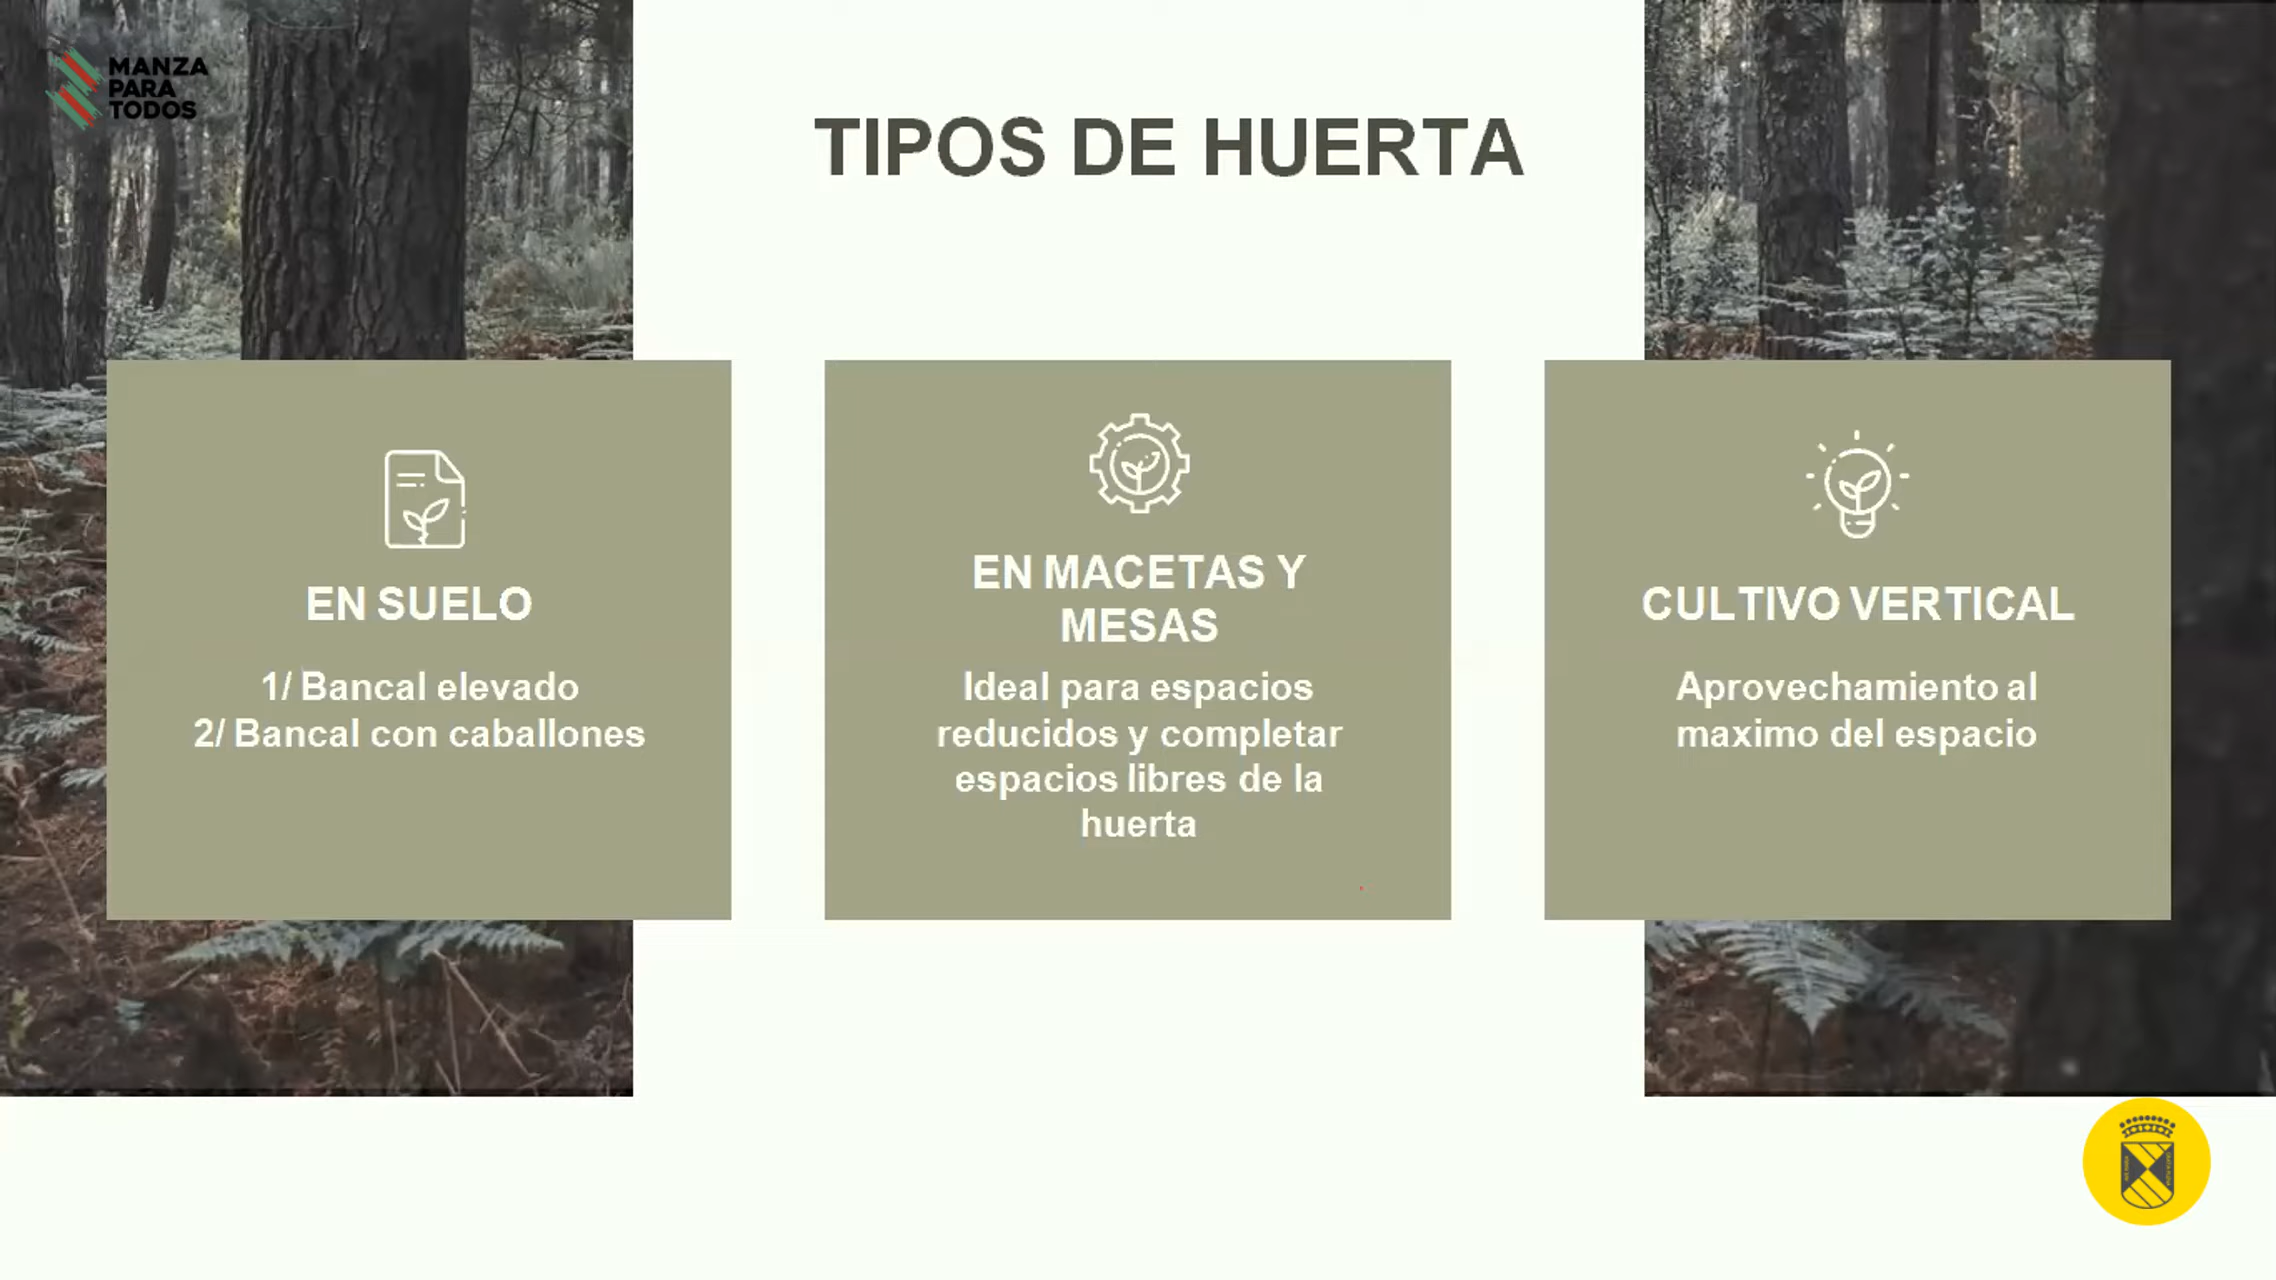 MANZA
PARA
TODOS
TIPOS DE HUERTA
EN SUELO
1/ Bancal elevado
2/ Bancal con caballones
EN MACETAS Y
MESAS
Ideal para espacios
reducidos y completar
espacios libres de la
huerta
CULTIVO VERTICAL
Aprovechamiento al
maximo del espacio